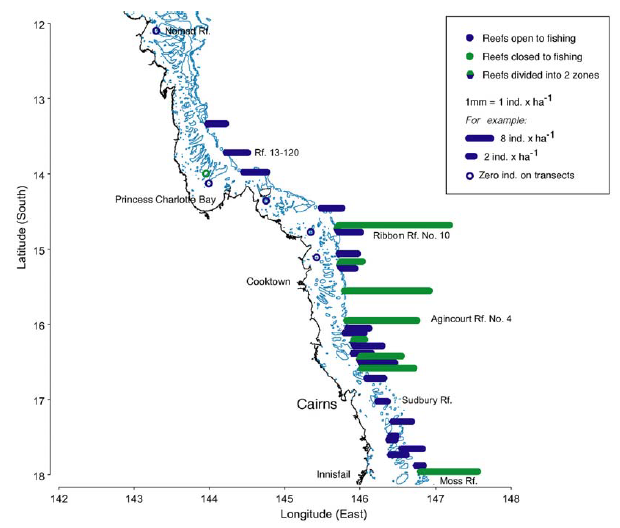 12
Nomad Rf.
Reefs open to fishing
Reefs closed to fishing
Reefs divided into 2 zones
1mm = 1 ind. x ha-1
For example:
8 ind. x ha-1
2 ind. x ha-1
Zero ind. on transects
13
Rf. 13-120
14
Princess Charlotte Bay
Ribbon Rf. No. 10
15
Cooktown
Agincourt Rf. No. 4
16
17
Cairns
Sudbury Rf.
18
Innisfail
Moss Rf.
Latitude (South)
142
143
144
145
146
147
148
Longitude (East)